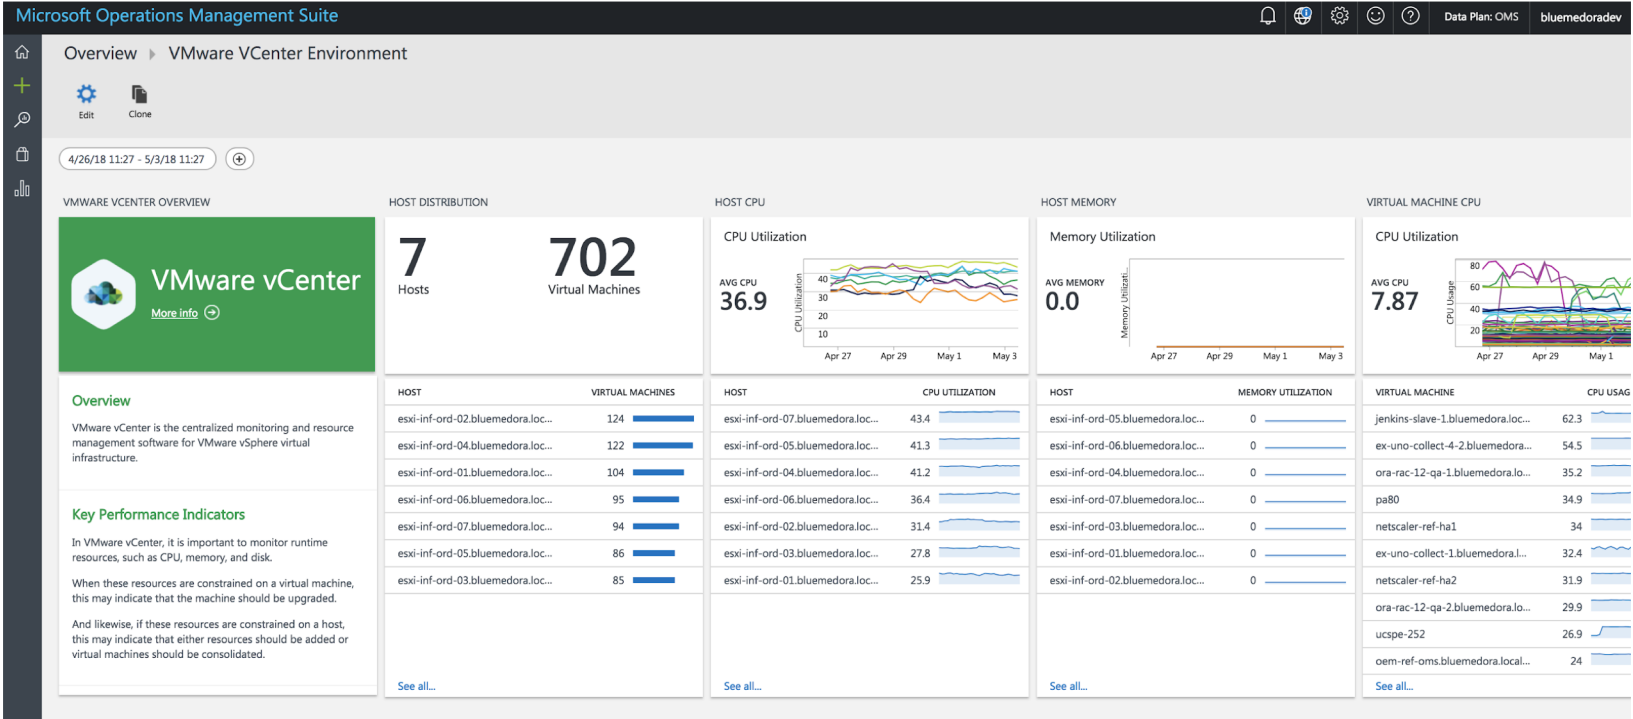 Microsoft Operations Management Suite
Data Plan: OMS
bluemedoradev
Overview
VMware VCenter Environment
Edit
Clone
4/26/18 11:27 - 5/3/18 11:27
VMWARE VCENTER OVERVIEW
VMware vCenter
More info
Overview
VMware vCenter is the centralized monitoring and resource
management software for VMware vSphere virtual
infrastructure.
Key Performance Indicators
In VMware vCenter, it is important to monitor runtime
resources, such as CPU, memory, and disk.
When these resources are constrained on a virtual machine,
this may indicate that the machine should be upgraded.
And likewise, if these resources are constrained on a host,
this may indicate that either resources should be added or
virtual machines should be consolidated.
HOST DISTRIBUTION
7
Hosts
702
Virtual Machines
HOST VIRTUAL MACHINES
esxi-inf-ord-02.bluemedora.loc... 124
esxi-inf-ord-04.bluemedora.loc... 122
esxi-inf-ord-01.bluemedora.loc... 104
esxi-inf-ord-06.bluemedora.loc... 95
esxi-inf-ord-07.bluemedora.loc... 94
esxi-inf-ord-05.bluemedora.loc... 86
esxi-inf-ord-03.bluemedora.loc... 85
See all...
HOST CPU
CPU Utilization
AVG CPU
36.9
CPU Utilization
40
30
20
10
Apr 27 Apr 29 May 1 May 3
HOST CPU UTILIZATION
esxi-inf-ord-07.bluemedora.loc... 43.4
esxi-inf-ord-05.bluemedora.loc... 41.3
esxi-inf-ord-04.bluemedora.loc... 41.2
esxi-inf-ord-06.bluemedora.loc... 36.4
esxi-inf-ord-02.bluemedora.loc... 31.4
esxi-inf-ord-03.bluemedora.loc... 27.8
esxi-inf-ord-01.bluemedora.loc... 25.9
See all...
HOST MEMORY
Memory Utilization
AVG MEMORY
0.0
Memory Utilizati...
Apr 27 Apr 29 May 1 May 3
HOST MEMORY UTILIZATION
esxi-inf-ord-05.bluemedora.loc... 0
esxi-inf-ord-06.bluemedora.loc... 0
esxi-inf-ord-04.bluemedora.loc... 0
esxi-inf-ord-07.bluemedora.loc... 0
esxi-inf-ord-03.bluemedora.loc... 0
esxi-inf-ord-01.bluemedora.loc... 0
esxi-inf-ord-02.bluemedora.loc... 0
See all...
VIRTUAL MACHINE CPU
CPU Utilization
AVG CPU
7.87
CPU Usage
80
60
40
20
Apr 27 Apr 29 May 1
VIRTUAL MACHINE CPU USAG
jenkins-slave-1.bluemedora.loc... 62.3
ex-uno-collect-4-2.bluemedora... 54.5
ora-rac-12-qa-1.bluemedora.lo... 35.2
pa80 34.9
netscaler-ref-ha1 34
ex-uno-collect-1.bluemedora.l... 32.4
netscaler-ref-ha2 31.9
ora-rac-12-qa-2.bluemedora.lo... 29.9
ucspe-252 26.9
oem-ref-oms.bluemedora.local... 24
See all...